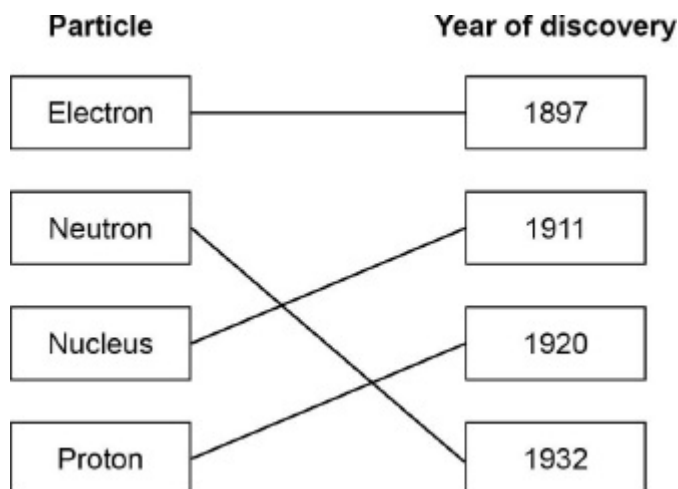 Particle Year of discovery
Electron 1897
Neutron 1911
Nucleus 1920
Proton 1932